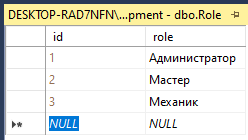 DESKTOP-RAD7NFN\...pment - dbo.Role
id role
1 Администратор
2 Мастер
3 Механик
NULL NULL